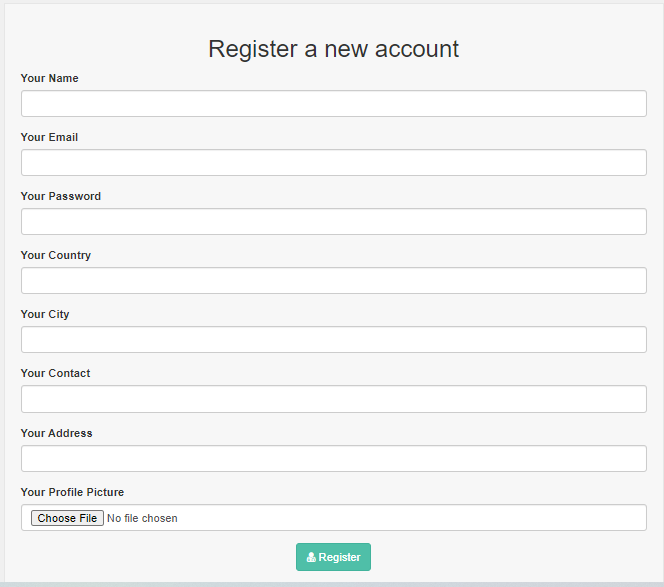 Register a new account
Your Name
Your Email
Your Password
Your Country
Your City
Your Contact
Your Address
Your Profile Picture
Choose File No file chosen
Register